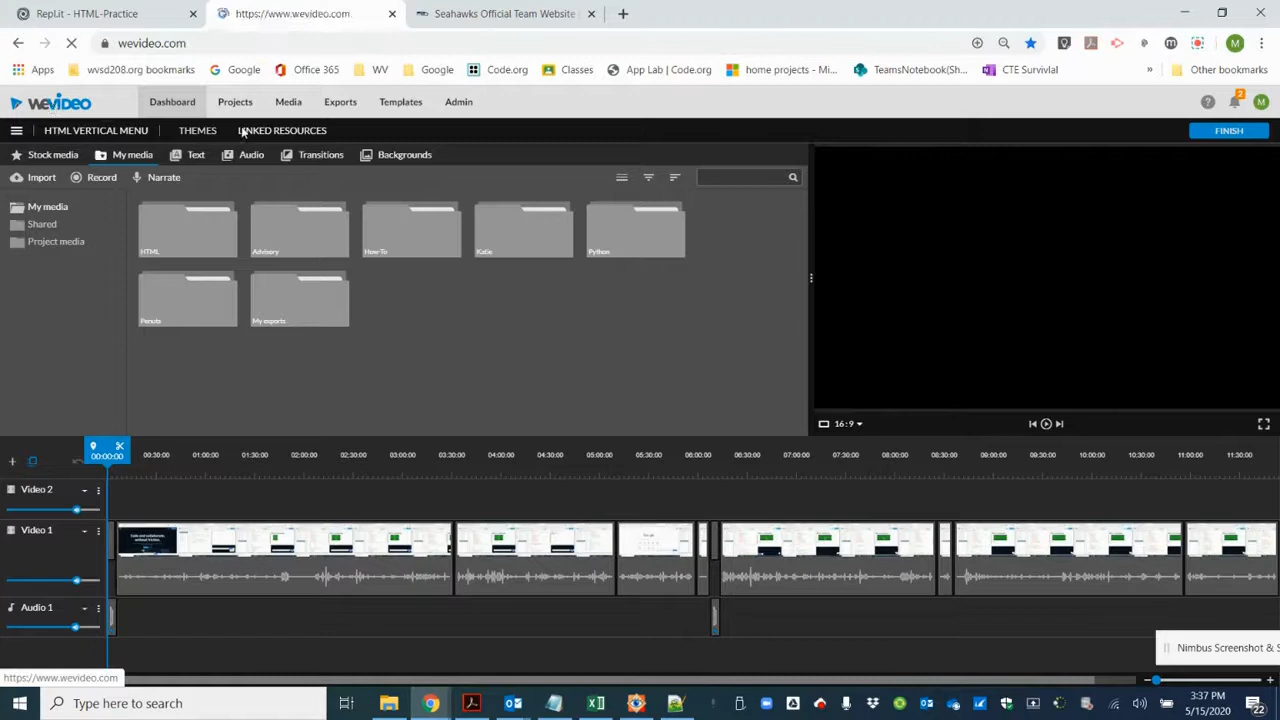 Repl.it - HTML-Practice
https://www.wevideo.com
Seahawks Official Team Website
wevideo.com
Apps
wvsd208.org bookmarks
Google
Office 365
WV
Google
Code.org
Classes
App Lab | Code.org
home projects - Mi...
TeamsNotebook(Sh...
CTE Survivlal
»
Other bookmarks
WEVIDEO
Dashboard
Projects
Media
Exports
Templates
Admin
2
M
HTML VERTICAL MENU
THEMES
LINKED RESOURCES
FINISH
Stock media
My media
Text
Audio
Transitions
Backgrounds
Import
Record
Narrate
My media
Shared
Project media
HTML
Advisory
How-To
Katie
Python
My exports
16:9
00:00:00
00:30:00
01:00:00
01:30:00
02:00:00
02:30:00
03:00:00
03:30:00
04:00:00
04:30:00
05:00:00
05:30:00
06:00:00
06:30:00
07:00:00
07:30:00
08:00:00
08:30:00
09:00:00
09:30:00
10:00:00
10:30:00
11:00:00
11:30:00
Video 2
Video 1
Audio 1
Nimbus Screenshot & S
https://www.wevideo.com
Type here to search
3:37 PM
5/15/2020
22